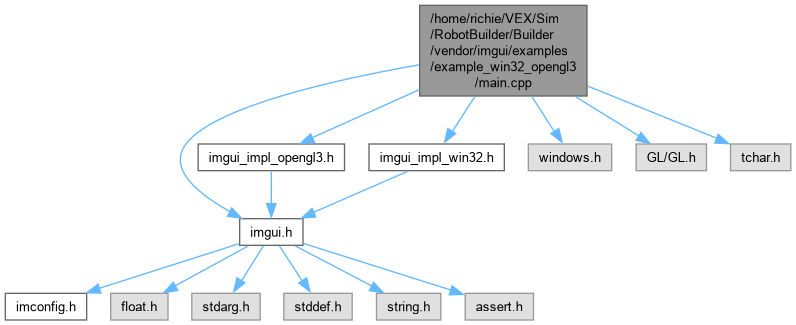 /home/richie/VEX/Sim
/RobotBuilder/Builder
/vendor/imgui/examples
/example_win32_opengl3
/main.cpp
imgui_impl_opengl3.h
imgui_impl_win32.h
windows.h
GL/GL.h
tchar.h
imgui.h
imconfig.h
float.h
stdarg.h
stddef.h
string.h
assert.h